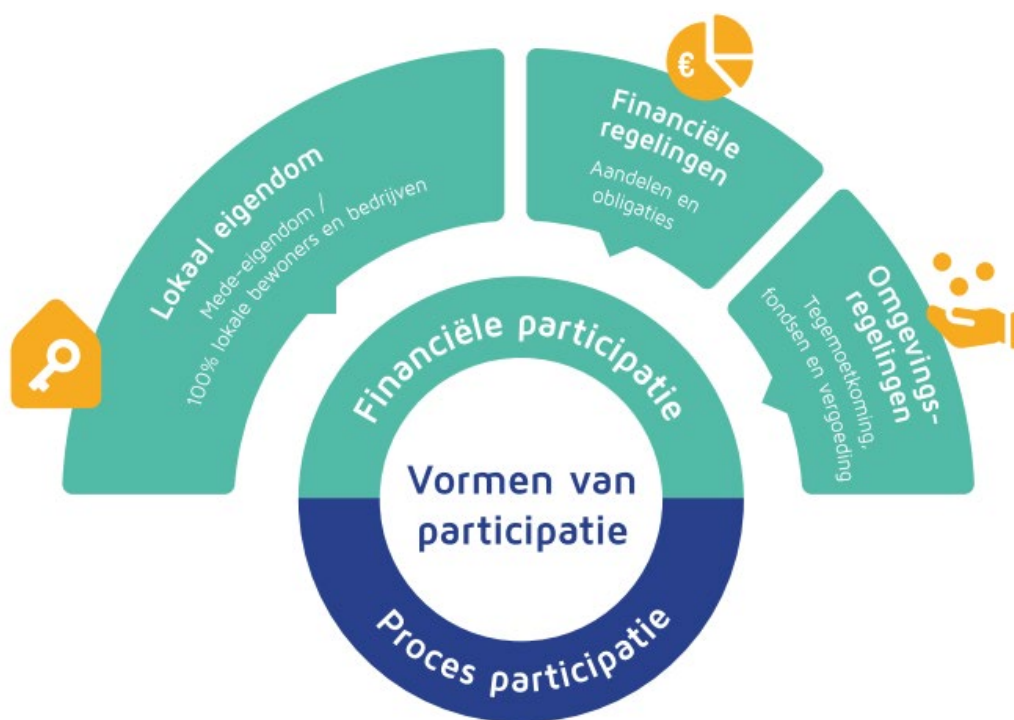 Lokaal eigendom
Mede-eigendom /
100% lokale bewoners en bedrijven
€
Financiële
regelingen
Aandelen en
obligaties
Omgevings-
regelingen
Tegemoetkoming,
fondsen en vergoeding
Financiële participatie
Vormen van
participatie
Proces participatie